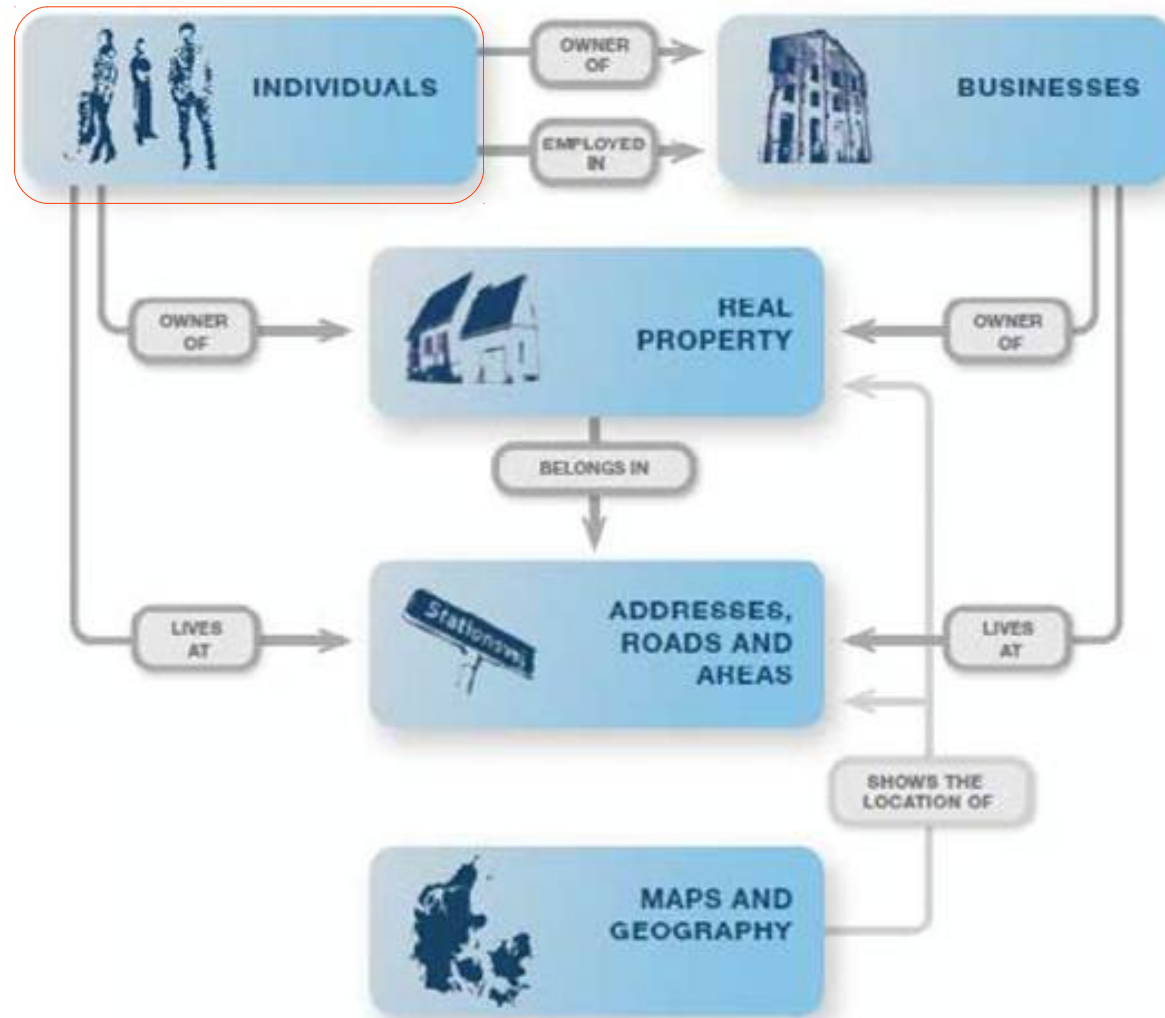 INDIVIDUALS
OWNER
OF
BUSINESSES
EMPLOYED
IN
REAL
PROPERTY
OWNER
OF
OWNER
OF
BELONGS IN
ADDRESSES,
ROADS AND
AREAS
Stationsvej
LIVES
AT
LIVES
AT
SHOWS THE
LOCATION OF
MAPS AND
GEOGRAPHY